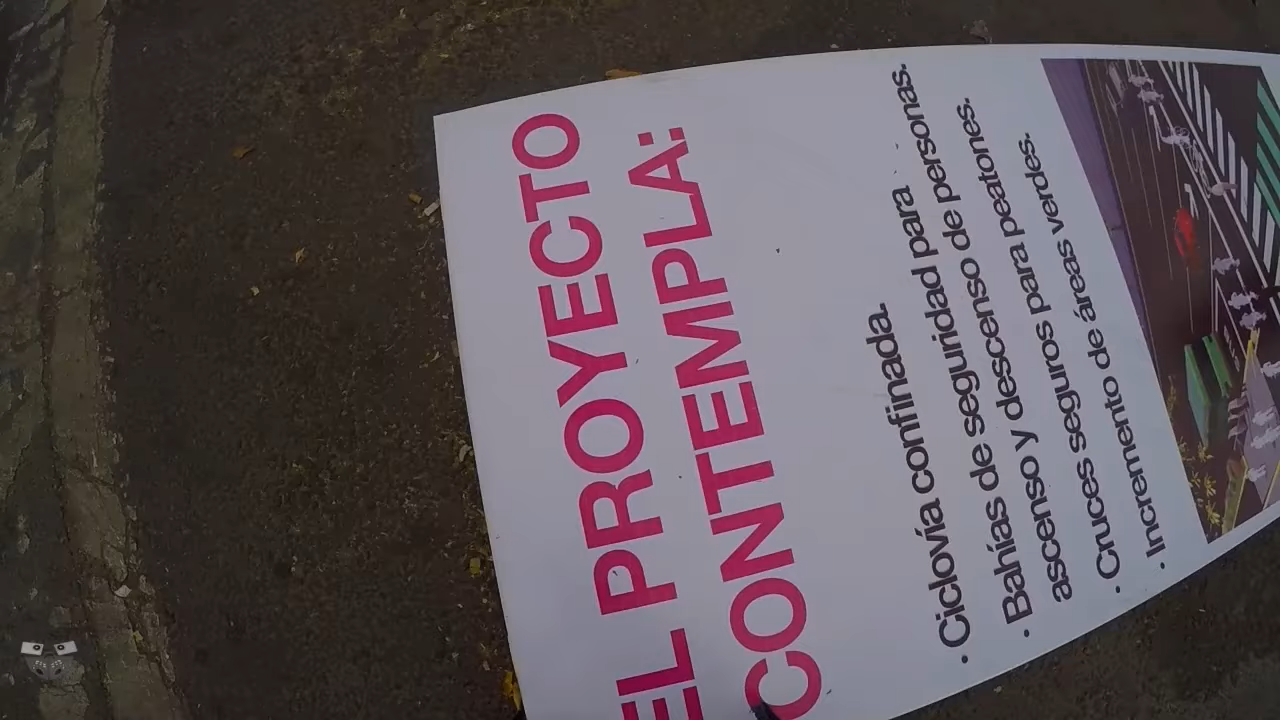 EL PROYECTO
CONTEMPLA:
· Ciclovía confinada.
· Bahías de seguridad para
ascenso y descenso de personas.
· Cruces seguros para peatones.
· Incremento de áreas verdes.